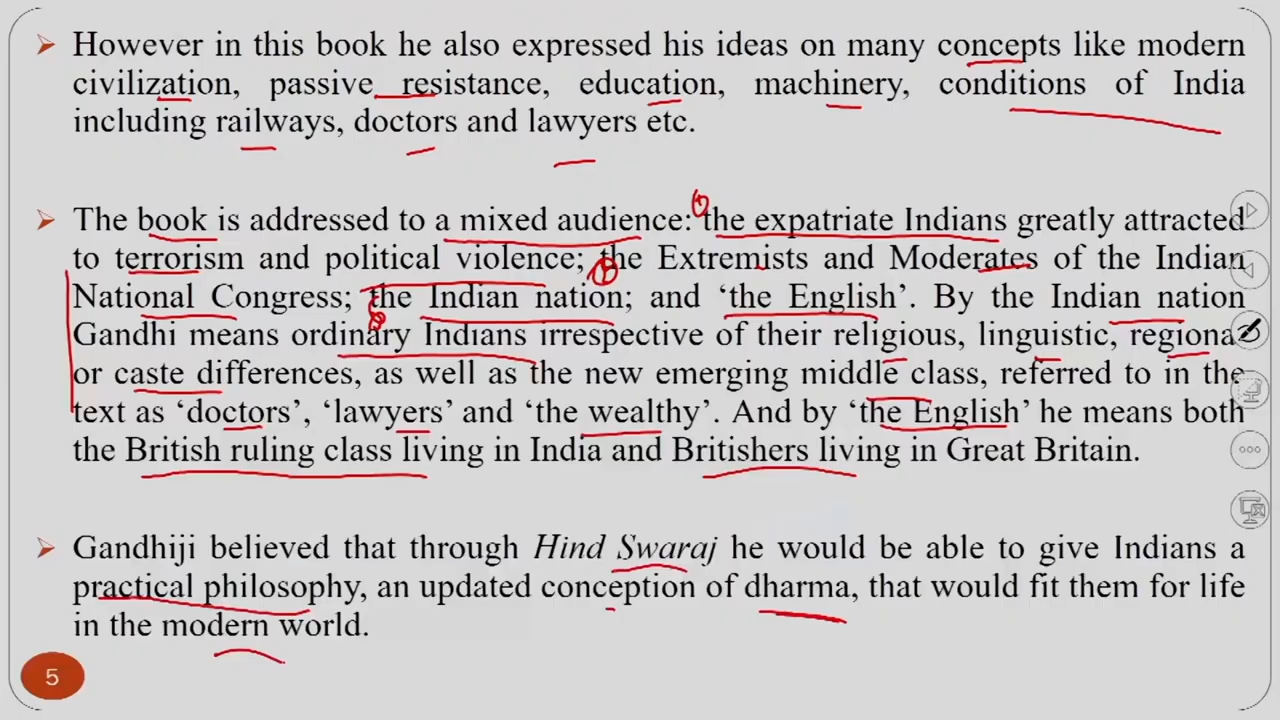 However in this book he also expressed his ideas on many concepts like modern
civilization, passive resistance, education, machinery, conditions of India
including railways, doctors and lawyers etc.
The book is addressed to a mixed audience: the expatriate Indians greatly attracted
to terrorism and political violence; the Extremists and Moderates of the Indian
National Congress; the Indian nation; and ‘the English’. By the Indian nation
Gandhi means ordinary Indians irrespective of their religious, linguistic, regional
or caste differences, as well as the new emerging middle class, referred to in the
text as ‘doctors’, ‘lawyers’ and ‘the wealthy’. And by ‘the English’ he means both
the British ruling class living in India and Britishers living in Great Britain.
Gandhiji believed that through Hind Swaraj he would be able to give Indians a
practical philosophy, an updated conception of dharma, that would fit them for life
in the modern world.
5